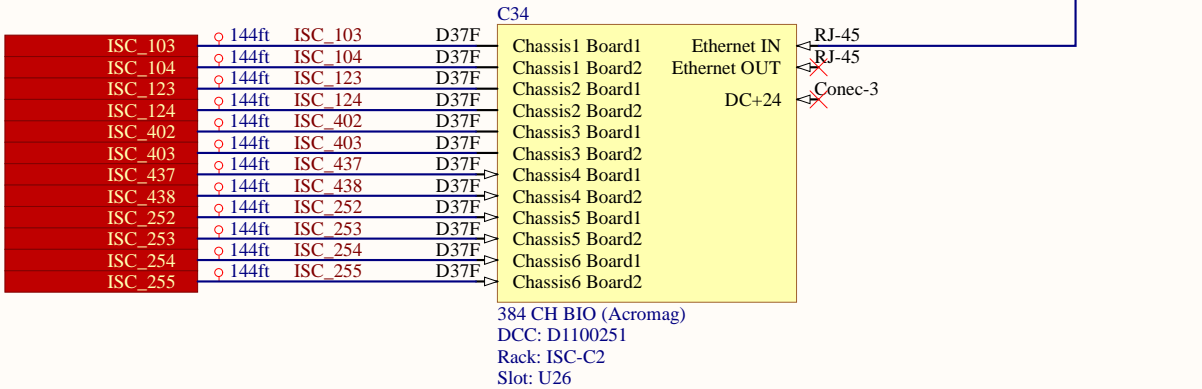 C34
ISC_103 144ft ISC_103 D37F Chassis1 Board1 Ethernet IN RJ-45
ISC_104 144ft ISC_104 D37F Chassis1 Board2 Ethernet OUT RJ-45
ISC_123 144ft ISC_123 D37F Chassis2 Board1
ISC_124 144ft ISC_124 D37F Chassis2 Board2 DC+24 Conec-3
ISC_402 144ft ISC_402 D37F Chassis3 Board1
ISC_403 144ft ISC_403 D37F Chassis3 Board2
ISC_437 144ft ISC_437 D37F Chassis4 Board1
ISC_438 144ft ISC_438 D37F Chassis4 Board2
ISC_252 144ft ISC_252 D37F Chassis5 Board1
ISC_253 144ft ISC_253 D37F Chassis5 Board2
ISC_254 144ft ISC_254 D37F Chassis6 Board1
ISC_255 144ft ISC_255 D37F Chassis6 Board2
384 CH BIO (Acromag)
DCC: D1100251
Rack: ISC-C2
Slot: U26